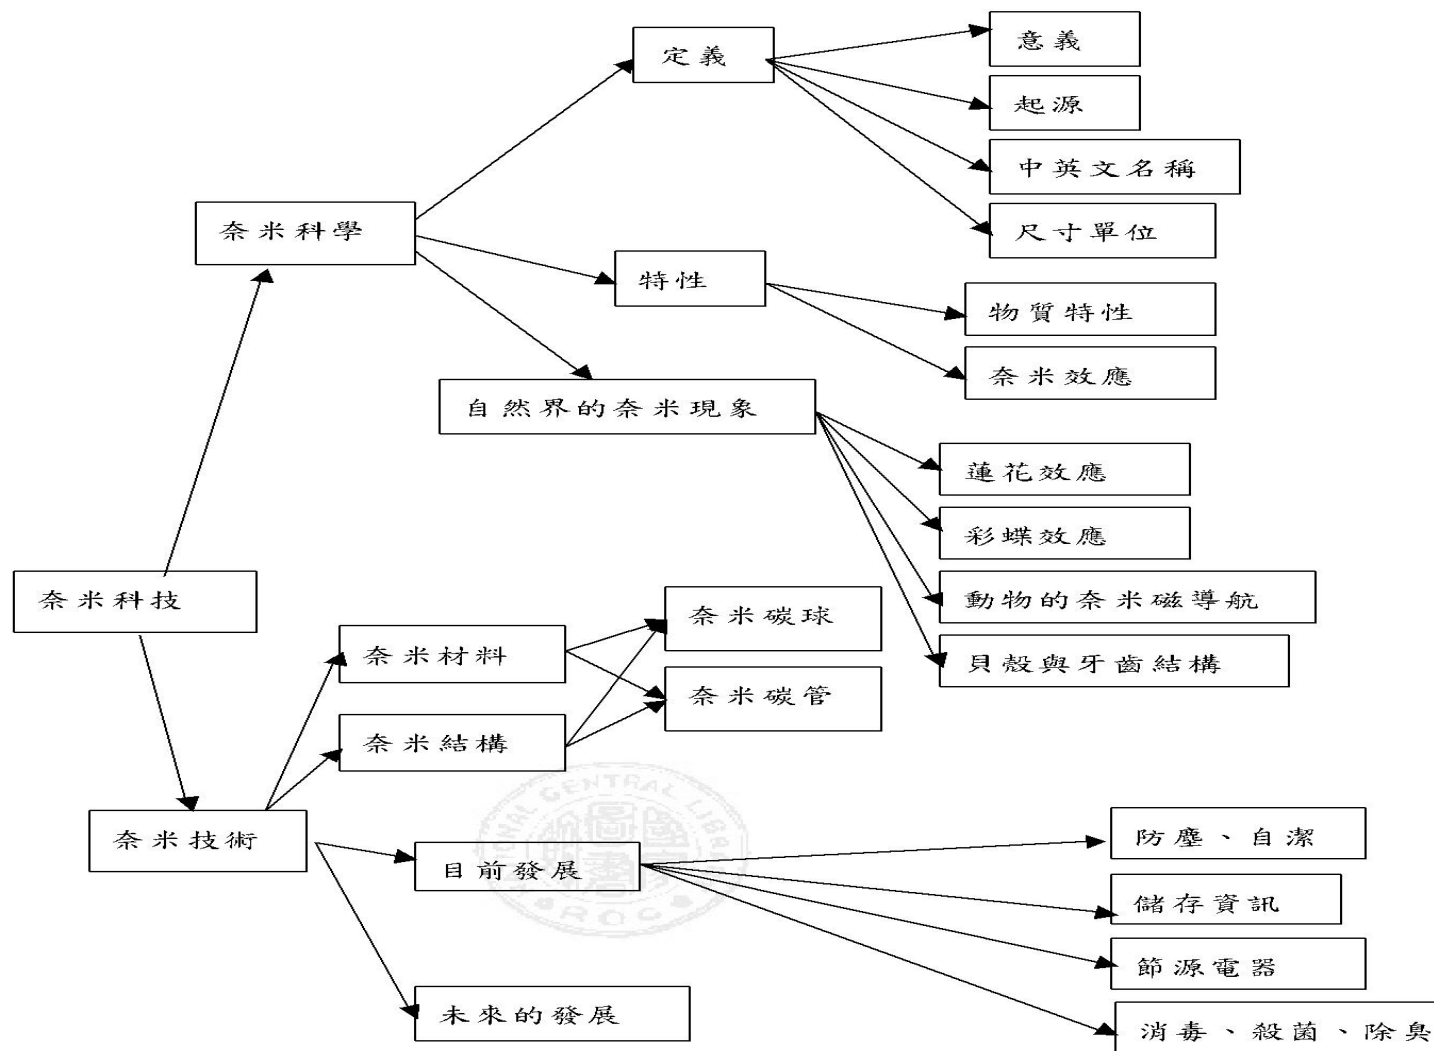 定義
意義
起源
中英文名稱
尺寸單位
奈米科學
特性
物質特性
奈米效應
自然界的奈米現象
蓮花效應
彩蝶效應
動物的奈米磁導航
貝殼與牙齒結構
奈米科技
奈米材料
奈米碳球
奈米碳管
奈米結構
奈米技術
目前發展
防塵、自潔
儲存資訊
節源電器
消毒、殺菌、除臭
未來的發展
CENTRAL
ROC